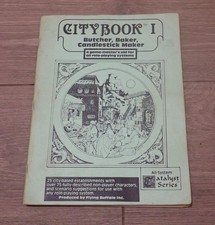 CITYBOOK I
Butcher, Baker,
Candlestick Maker
a game-master's aid for
all role-playing systems
25 city-based establishments with
over 75 fully-described non-player characters,
and scenario suggestions for use with
any role-playing system.
Produced by Flying Buffalo Inc.
All System
Catalyst
Series